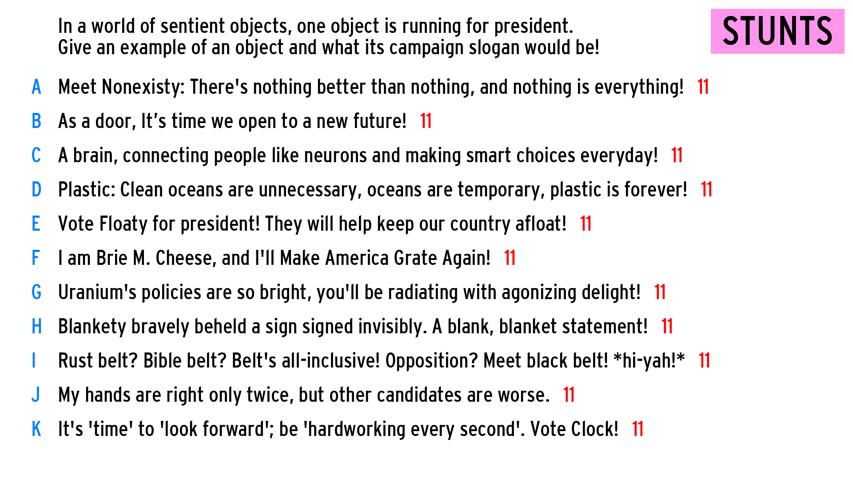 In a world of sentient objects, one object is running for president.
Give an example of an object and what its campaign slogan would be!
STUNTS
A Meet Nonexisty: There's nothing better than nothing, and nothing is everything! 11
B As a door, It’s time we open to a new future! 11
C A brain, connecting people like neurons and making smart choices everyday! 11
D Plastic: Clean oceans are unnecessary, oceans are temporary, plastic is forever! 11
E Vote Floaty for president! They will help keep our country afloat! 11
F I am Brie M. Cheese, and I'll Make America Grate Again! 11
G Uranium's policies are so bright, you'll be radiating with agonizing delight! 11
H Blankety bravely beheld a sign signed invisibly. A blank, blanket statement! 11
I Rust belt? Bible belt? Belt's all-inclusive! Opposition? Meet black belt! *hi-yah!* 11
J My hands are right only twice, but other candidates are worse. 11
K It's 'time' to 'look forward'; be 'hardworking every second'. Vote Clock! 11